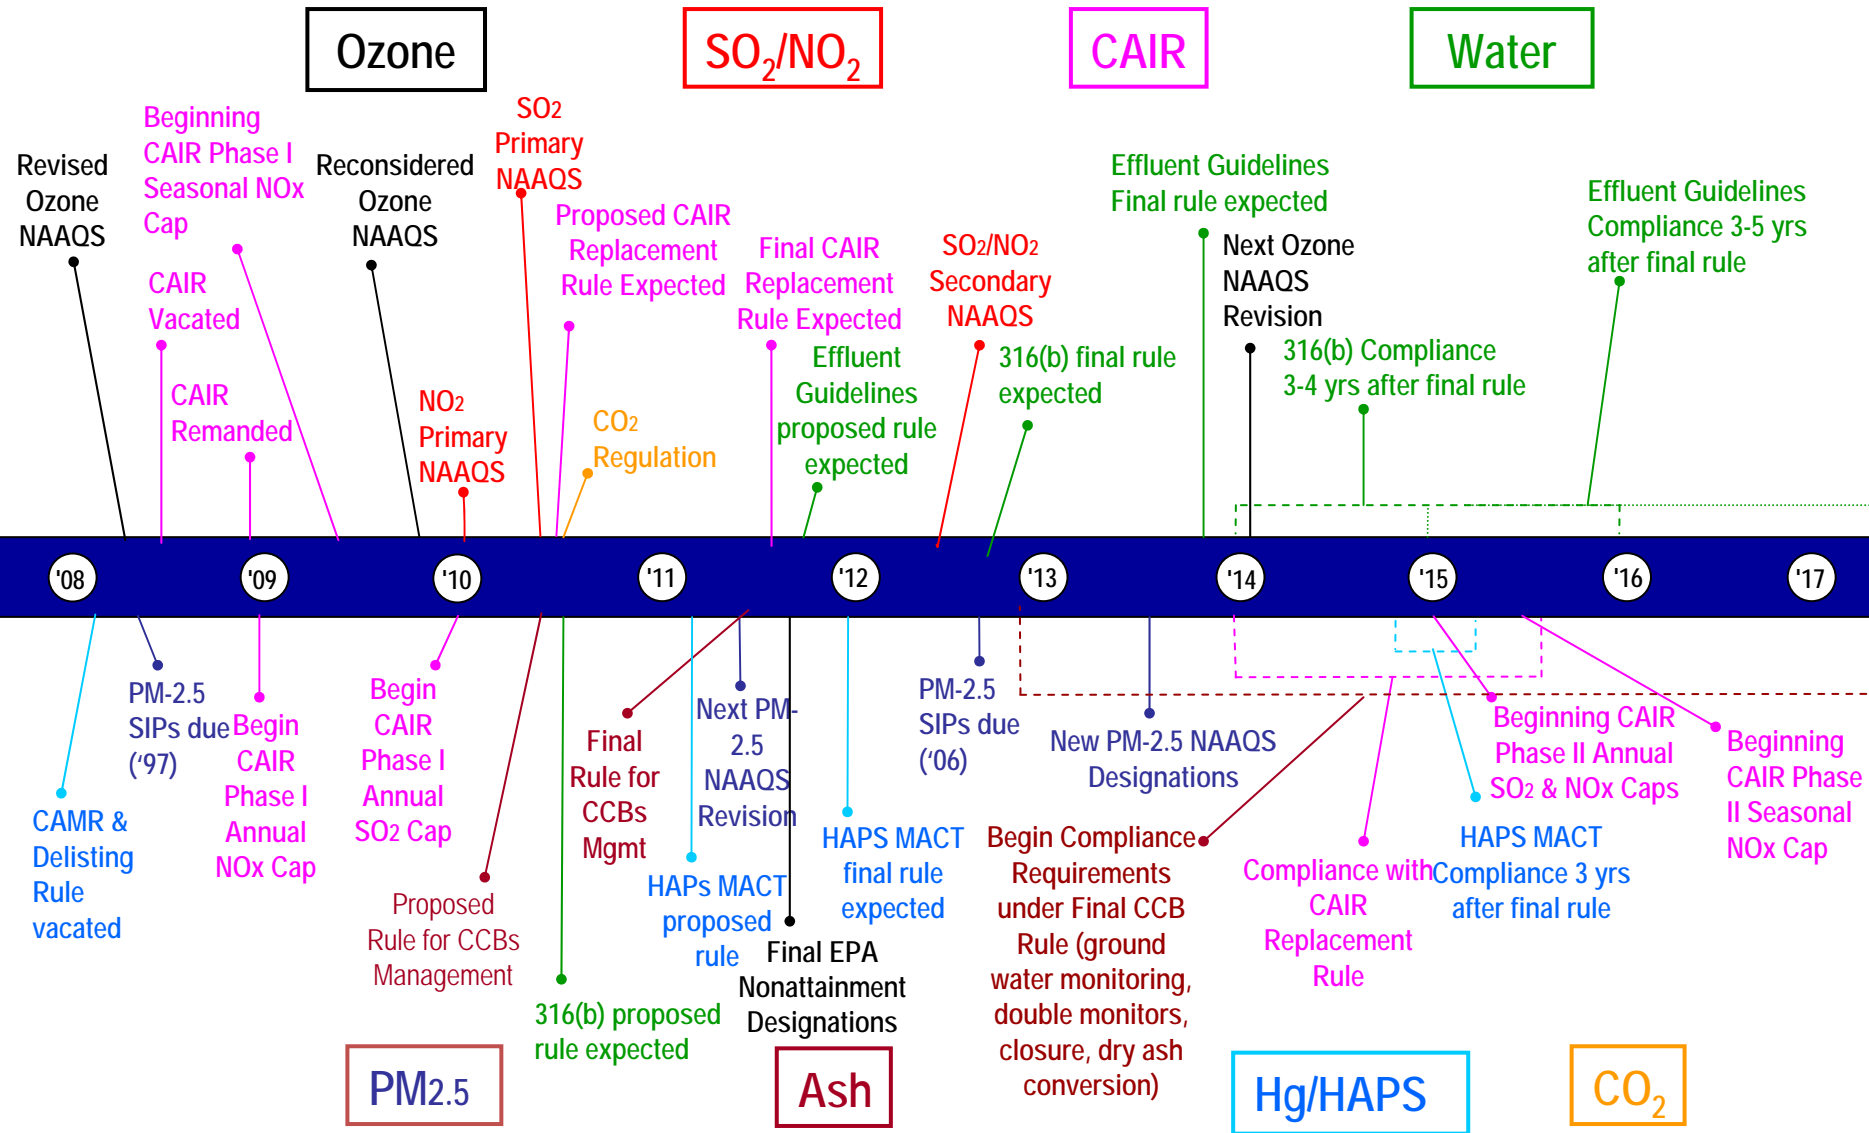 Ozone
SO2/NO2
CAIR
Water
Revised
Ozone
NAAQS
Beginning
CAIR Phase I
Seasonal NOx
Cap
CAIR
Vacated
CAIR
Remanded
Reconsidered
Ozone
NAAQS
NO2
Primary
NAAQS
SO2
Primary
NAAQS
Proposed CAIR
Replacement
Rule Expected
CO2
Regulation
Final CAIR
Replacement
Rule Expected
Effluent
Guidelines
proposed rule
expected
SO2/NO2
Secondary
NAAQS
316(b) final rule
expected
Effluent Guidelines
Final rule expected
Next Ozone
NAAQS
Revision
316(b) Compliance
3-4 yrs after final rule
Effluent Guidelines
Compliance 3-5 yrs
after final rule
'08
'09
'10
'11
'12
'13
'14
'15
'16
'17
CAMR &
Delisting
Rule
vacated
PM-2.5
SIPs due
('97)
Begin
CAIR
Phase I
Annual
NOx Cap
Begin
CAIR
Phase I
Annual
SO2 Cap
Proposed
Rule for CCBs
Management
316(b) proposed
rule expected
Final
Rule for
CCBs
Mgmt
HAPs MACT
proposed
rule
Next PM-
2.5
NAAQS
Revision
Final EPA
Nonattainment
Designations
HAPS MACT
final rule
expected
PM-2.5
SIPs due
('06)
New PM-2.5 NAAQS
Designations
Begin Compliance
Requirements
under Final CCB
Rule (ground
water monitoring,
double monitors,
closure, dry ash
conversion)
Compliance with
CAIR
Replacement
Rule
HAPS MACT
Compliance 3 yrs
after final rule
Beginning CAIR
Phase II Annual
SO2 & NOx Caps
Beginning
CAIR Phase
II Seasonal
NOx Cap
PM2.5
Ash
Hg/HAPS
CO2